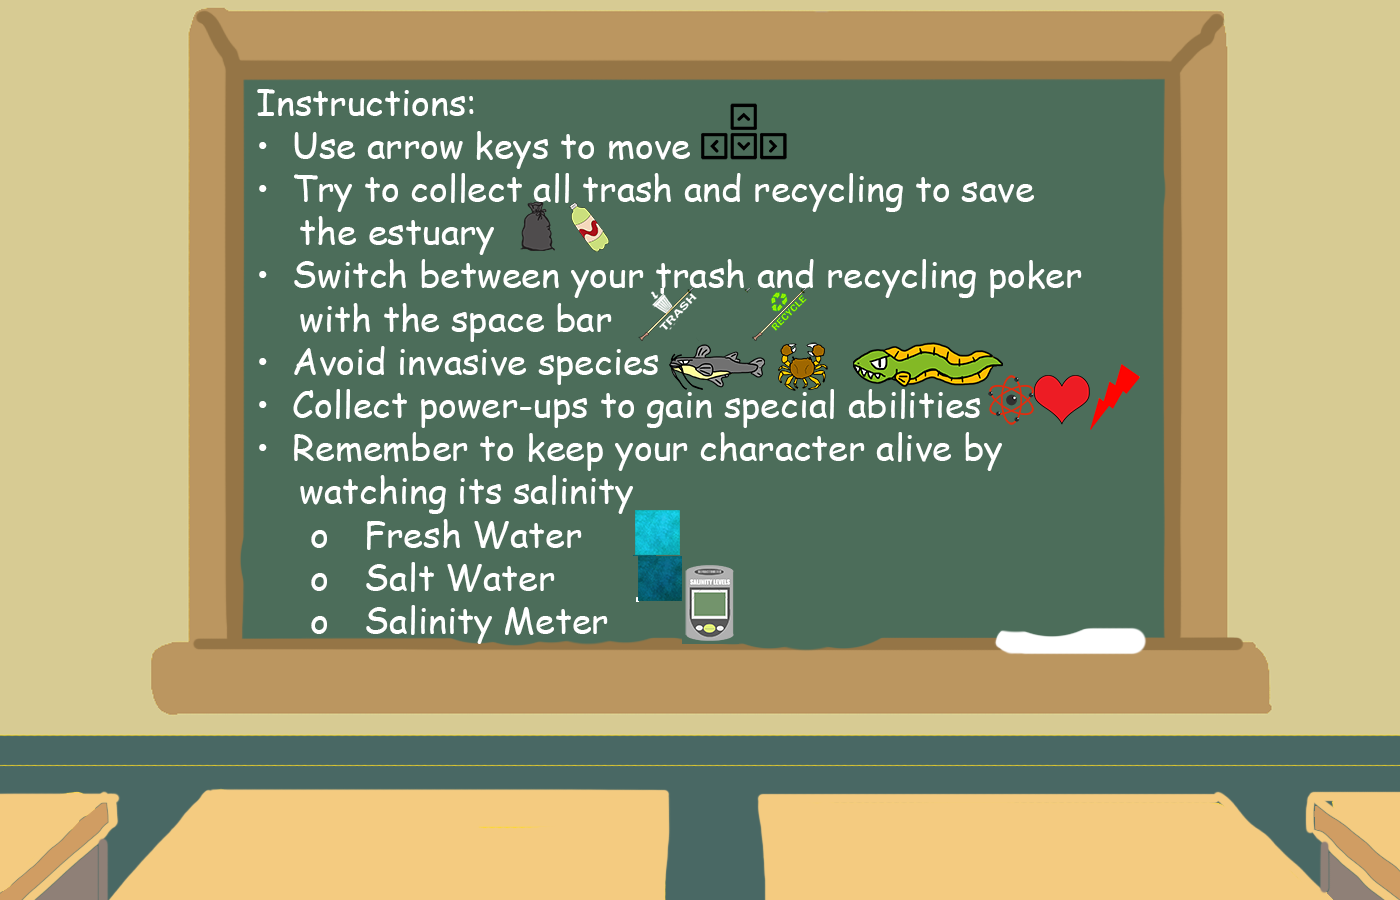 Instructions:
• Use arrow keys to move
• Try to collect all trash and recycling to save
the estuary
• Switch between your trash and recycling poker
with the space bar
TRASH
RECYCLE
• Avoid invasive species
• Collect power-ups to gain special abilities
• Remember to keep your character alive by
watching its salinity
o Fresh Water
o Salt Water
SALINITY LEVELS
o Salinity Meter